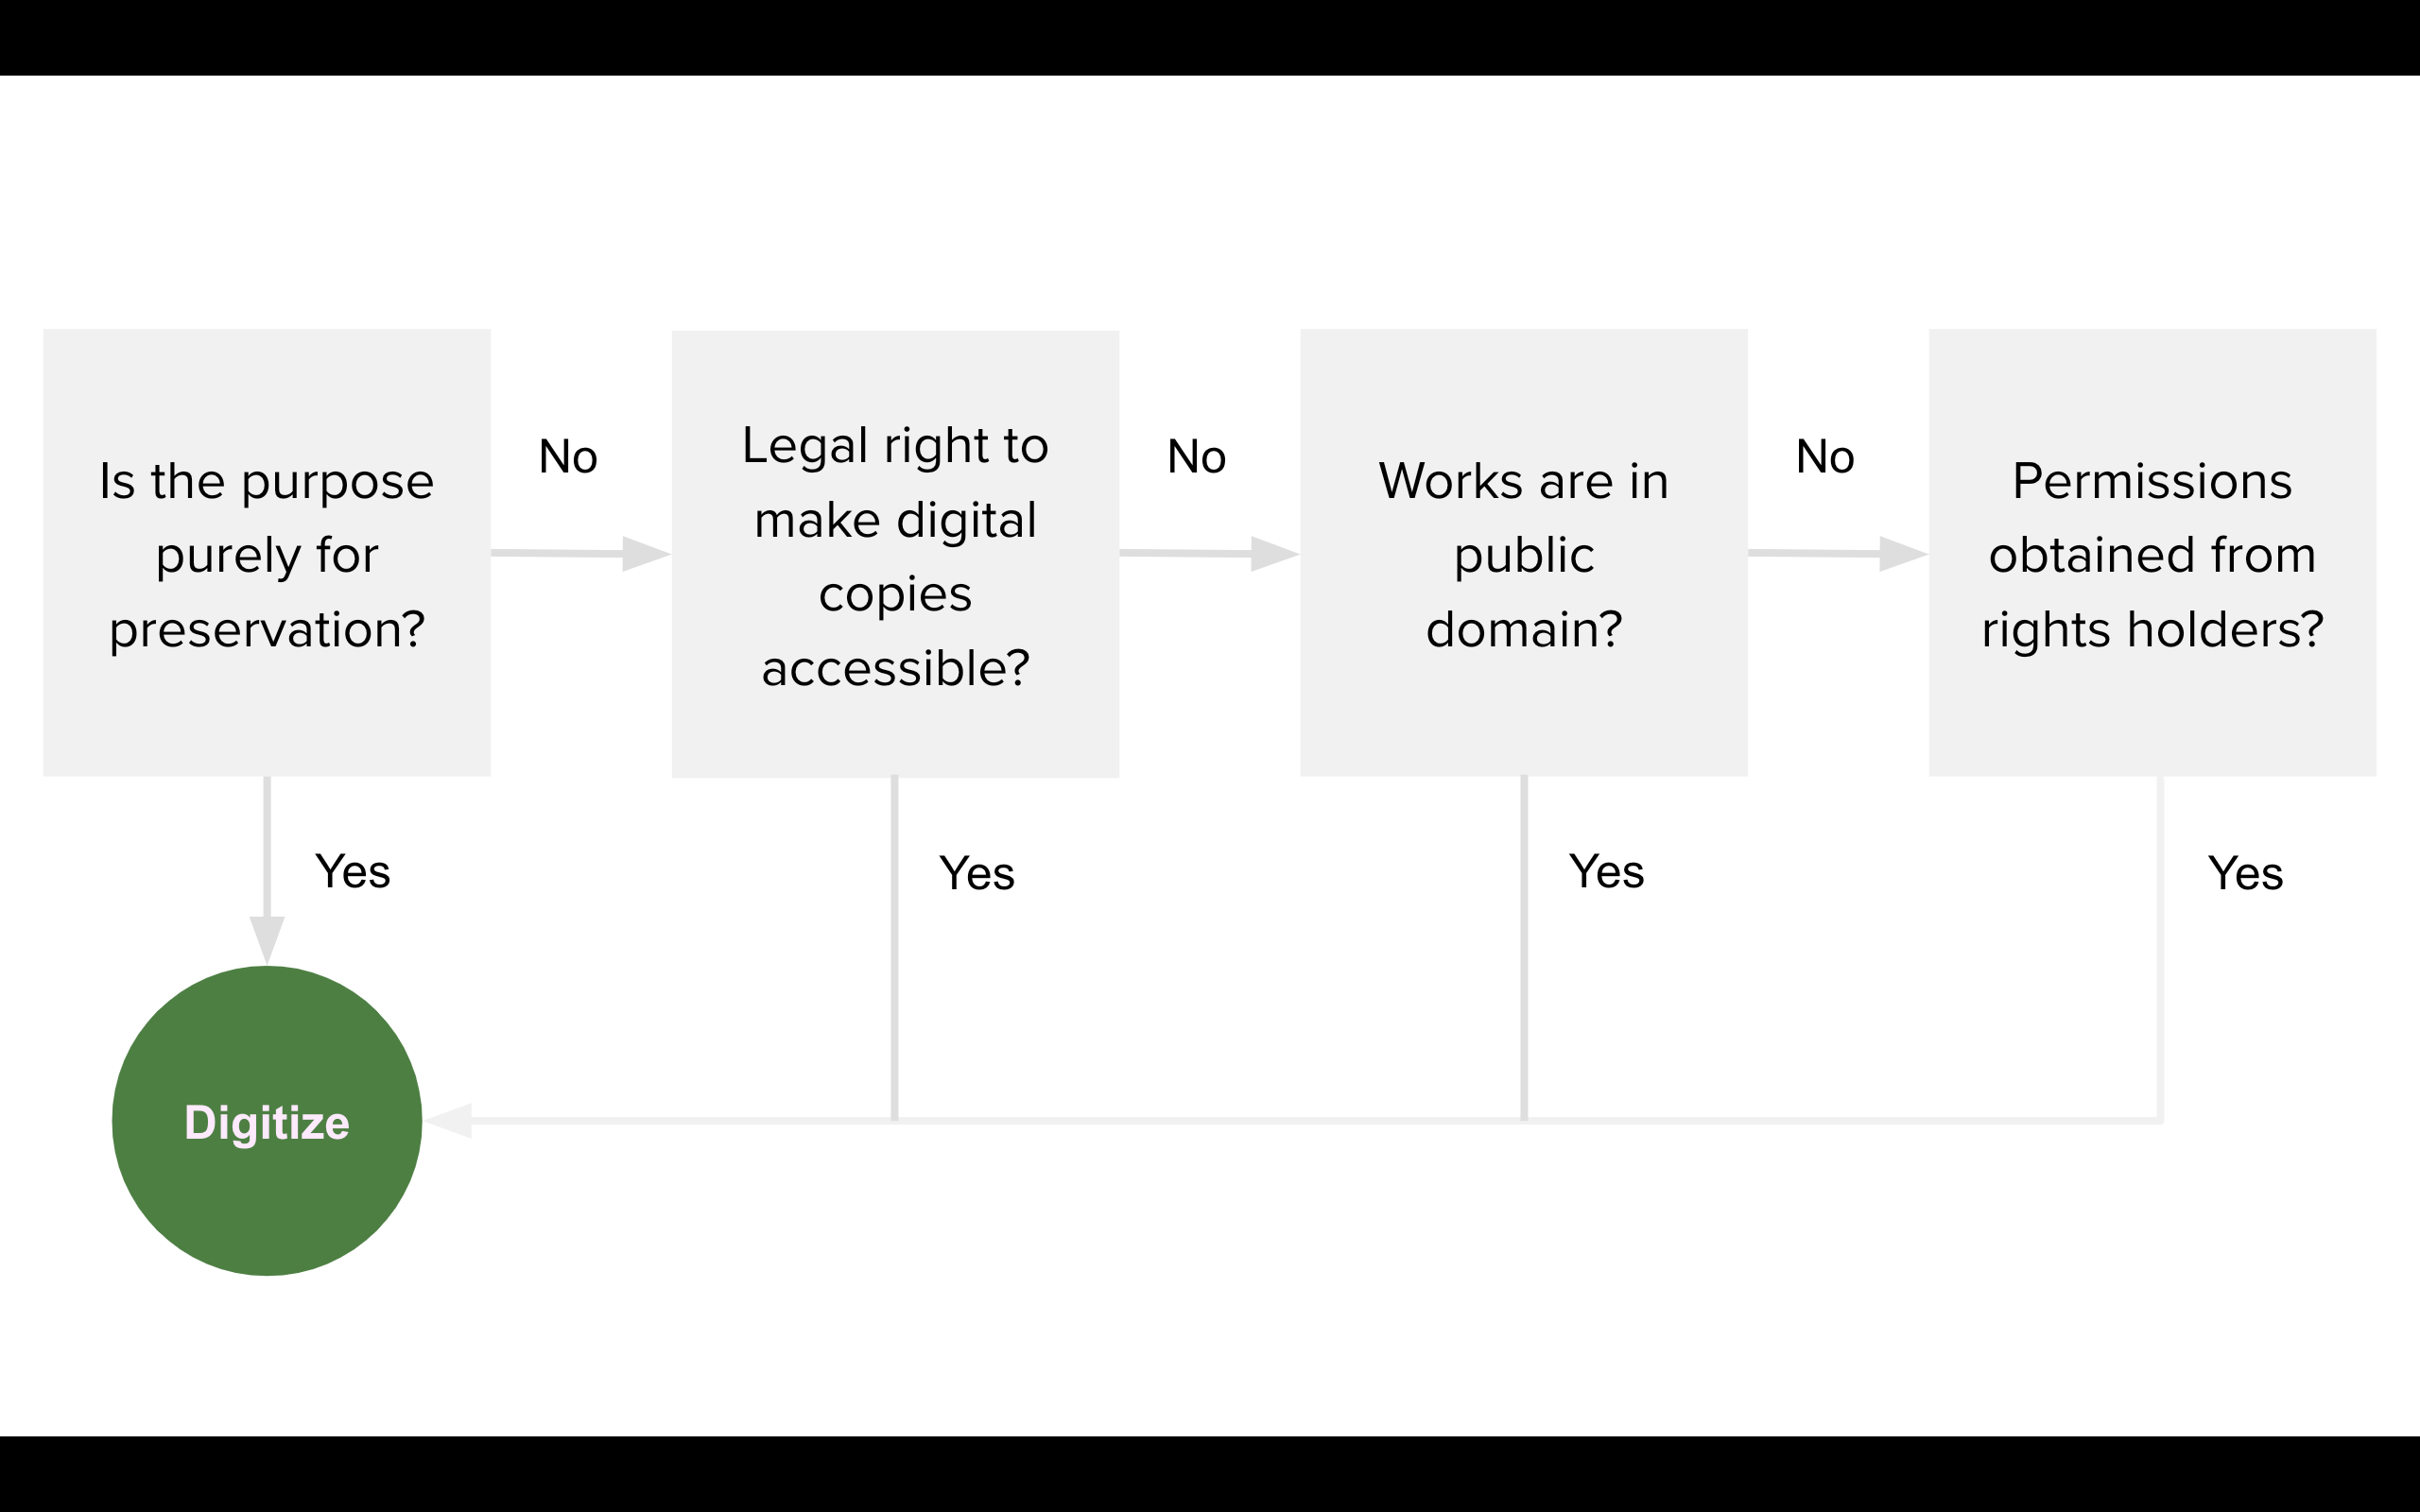 Is the purpose
purely for
preservation?
No
Legal right to
make digital
copies
accessible?
No
Works are in
public
domain?
No
Permissions
obtained from
rights holders?
Yes
Yes
Yes
Yes
Digitize